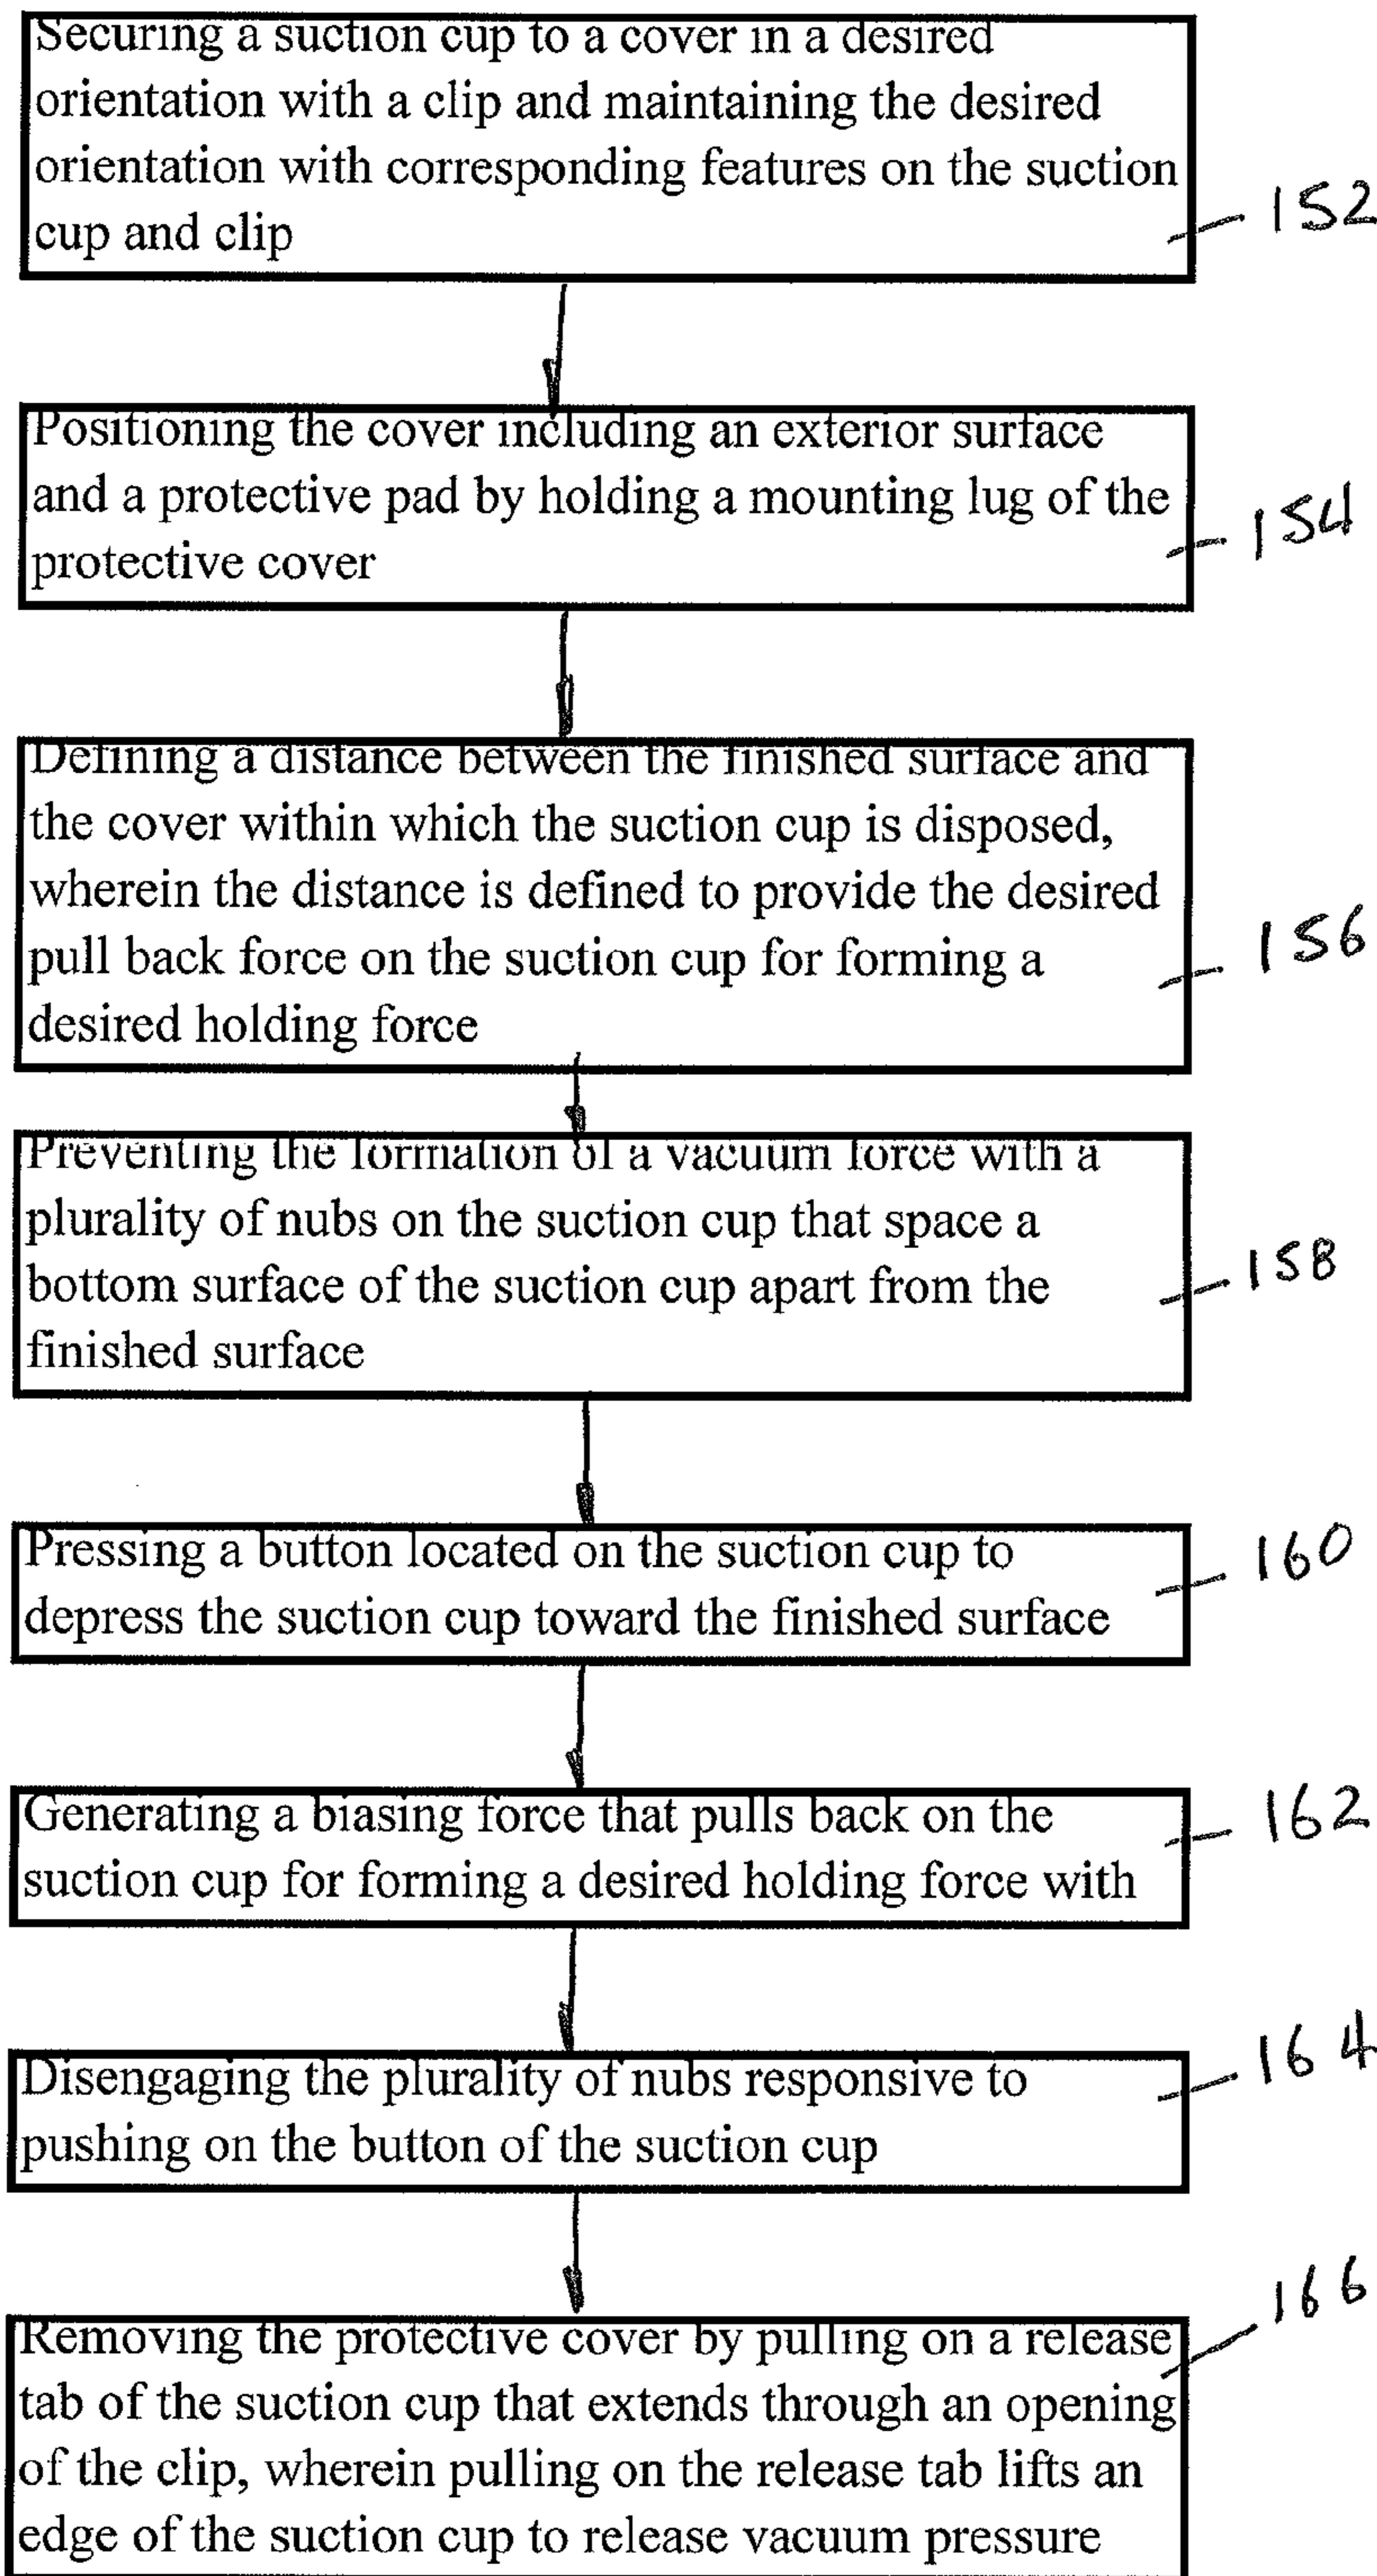 Securing a suction cup to a cover in a desired
orientation with a clip and maintaining the desired
orientation with corresponding features on the suction
cup and clip
152
Positioning the cover including an exterior surface
and a protective pad by holding a mounting lug of the
protective cover
154
Defining a distance between the finished surface and
the cover within which the suction cup is disposed,
wherein the distance is defined to provide the desired
pull back force on the suction cup for forming a
desired holding force
156
Preventing the formation of a vacuum force with a
plurality of nubs on the suction cup that space a
bottom surface of the suction cup apart from the
finished surface
158
Pressing a button located on the suction cup to
depress the suction cup toward the finished surface
160
Generating a biasing force that pulls back on the
suction cup for forming a desired holding force with
162
Disengaging the plurality of nubs responsive to
pushing on the button of the suction cup
164
Removing the protective cover by pulling on a release
tab of the suction cup that extends through an opening
of the clip, wherein pulling on the release tab lifts an
edge of the suction cup to release vacuum pressure
166